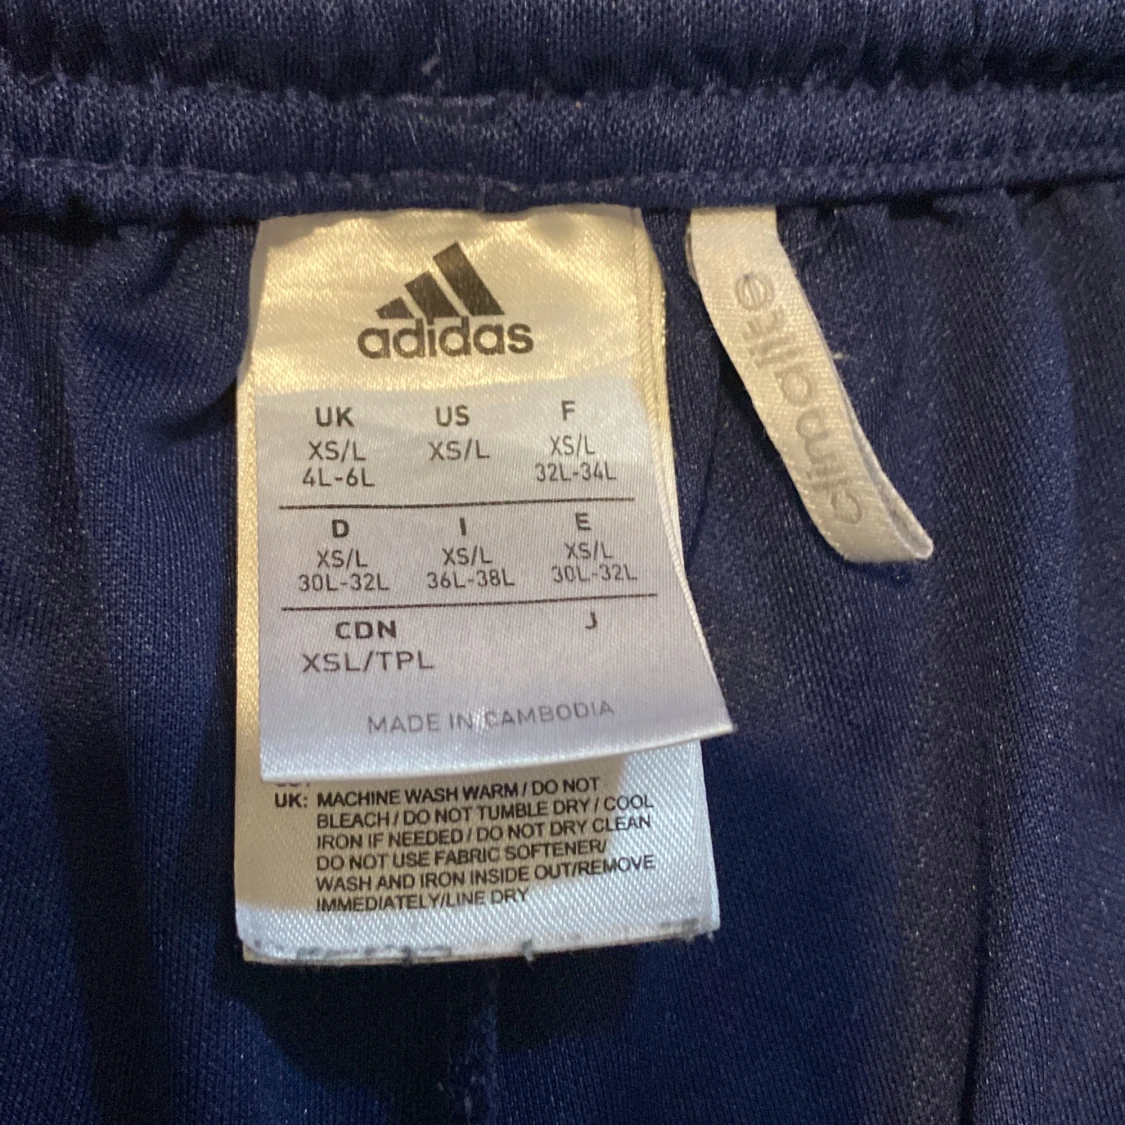 adidas
climalite
UK US F
XS/L XS/L XS/L
4L-6L 32L-34L
D I E
XS/L XS/L XS/L
30L-32L 36L-38L 30L-32L
CDN J
XSL/TPL
MADE IN CAMBODIA
UK: MACHINE WASH WARM / DO NOT
BLEACH / DO NOT TUMBLE DRY / COOL
IRON IF NEEDED / DO NOT DRY CLEAN
DO NOT USE FABRIC SOFTENER/
WASH AND IRON INSIDE OUT/REMOVE
IMMEDIATELY/LINE DRY